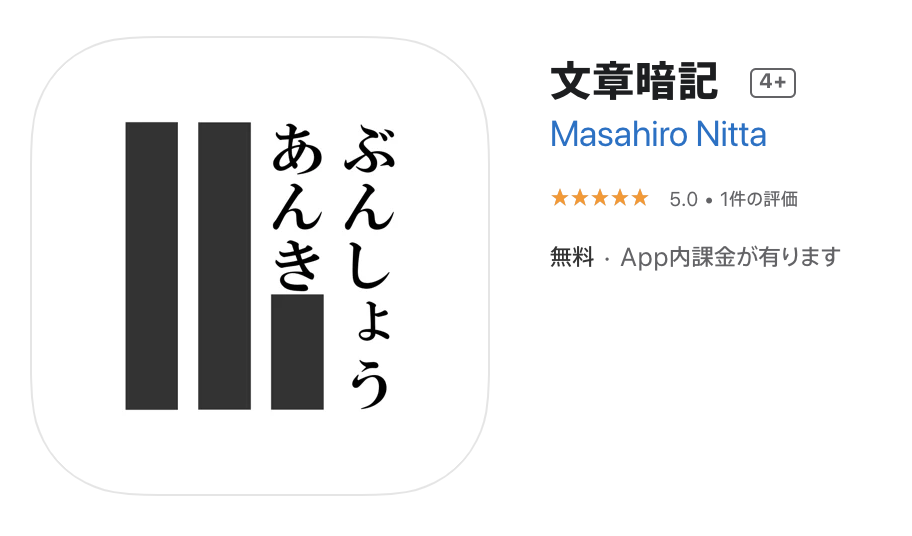 ぶんしょう
あんき
文章暗記 4+
Masahiro Nitta
★★★★★ 5.0 • 1件の評価
無料 · App内課金が有ります